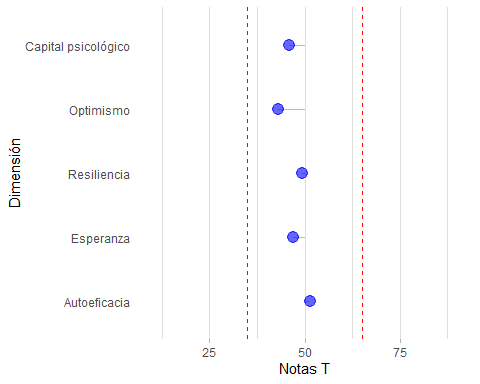 Capital psicológico
Optimismo
Resiliencia
Esperanza
Autoeficacia
Dimensión
25
50
75
Notas T